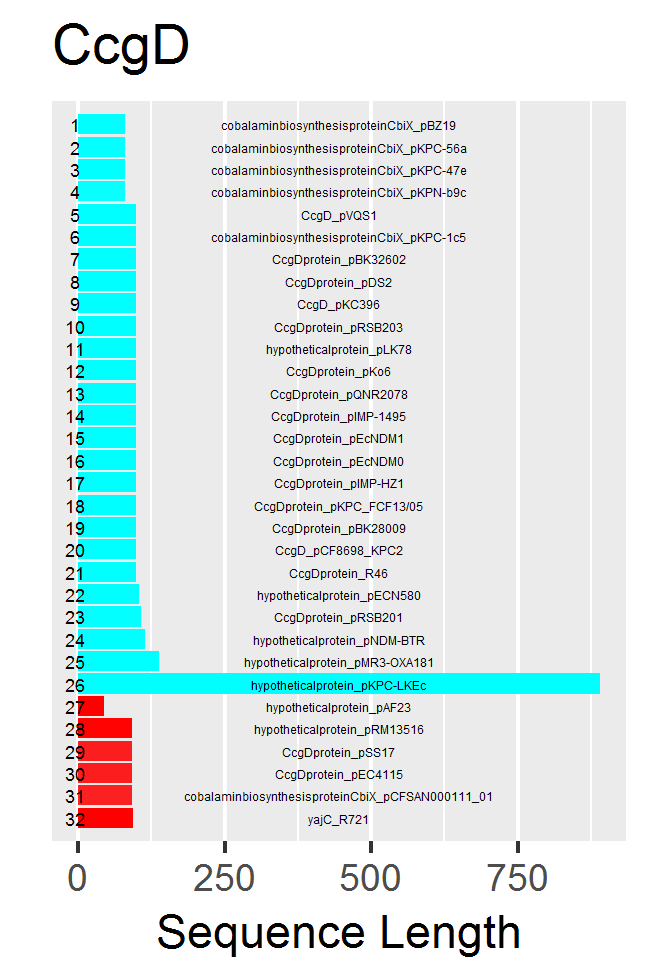 CcgD
1 cobalaminbiosynthesisproteinCbiX_pBZ19
2 cobalaminbiosynthesisproteinCbiX_pKPC-56a
3 cobalaminbiosynthesisproteinCbiX_pKPC-47e
4 cobalaminbiosynthesisproteinCbiX_pKPN-b9c
5 CcgD_pVQS1
6 cobalaminbiosynthesisproteinCbiX_pKPC-1c5
7 CcgDprotein_pBK32602
8 CcgDprotein_pDS2
9 CcgD_pKC396
10 CcgDprotein_pRSB203
11 hypotheticalprotein_pLK78
12 CcgDprotein_pKo6
13 CcgDprotein_pQNR2078
14 CcgDprotein_pIMP-1495
15 CcgDprotein_pEcNDM1
16 CcgDprotein_pEcNDM0
17 CcgDprotein_pIMP-HZ1
18 CcgDprotein_pKPC_FCF13/05
19 CcgDprotein_pBK28009
20 CcgD_pCF8698_KPC2
21 CcgDprotein_R46
22 hypotheticalprotein_pECN580
23 CcgDprotein_pRSB201
24 hypotheticalprotein_pNDM-BTR
25 hypotheticalprotein_pMR3-OXA181
26 hypotheticalprotein_pKPC-LKEc
27 hypotheticalprotein_pAF23
28 hypotheticalprotein_pRM13516
29 CcgDprotein_pSS17
30 CcgDprotein_pEC4115
31 cobalaminbiosynthesisproteinCbiX_pCFSAN000111_01
32 yajC_R721
0 250 500 750
Sequence Length